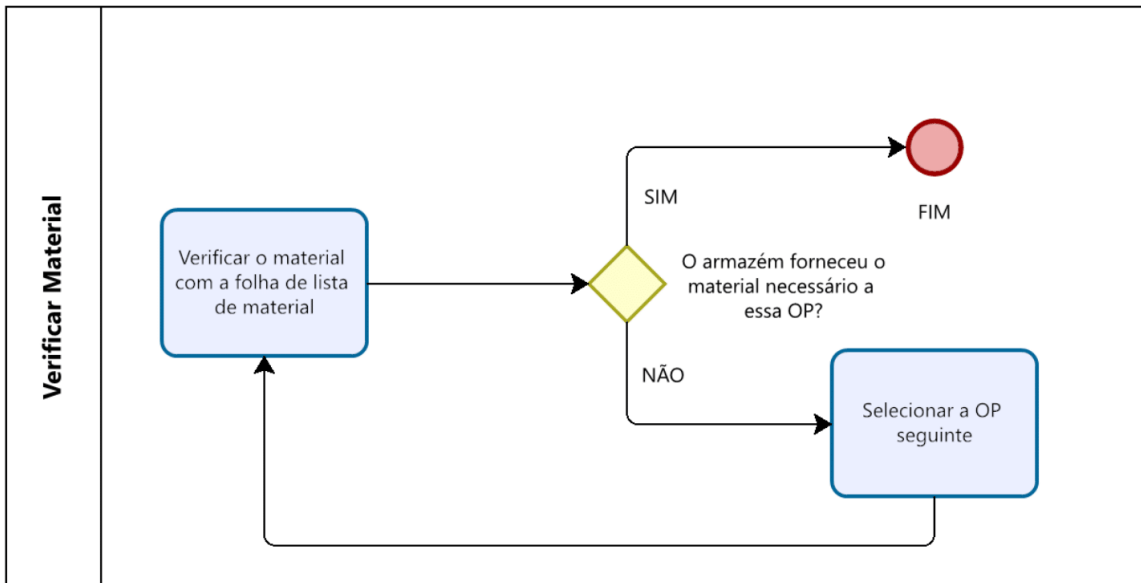 Verificar Material
Verificar o material
com a folha de lista
de material
SIM
FIM
O armazém forneceu o
material necessário a
essa OP?
NÃO
Selecionar a OP
seguinte